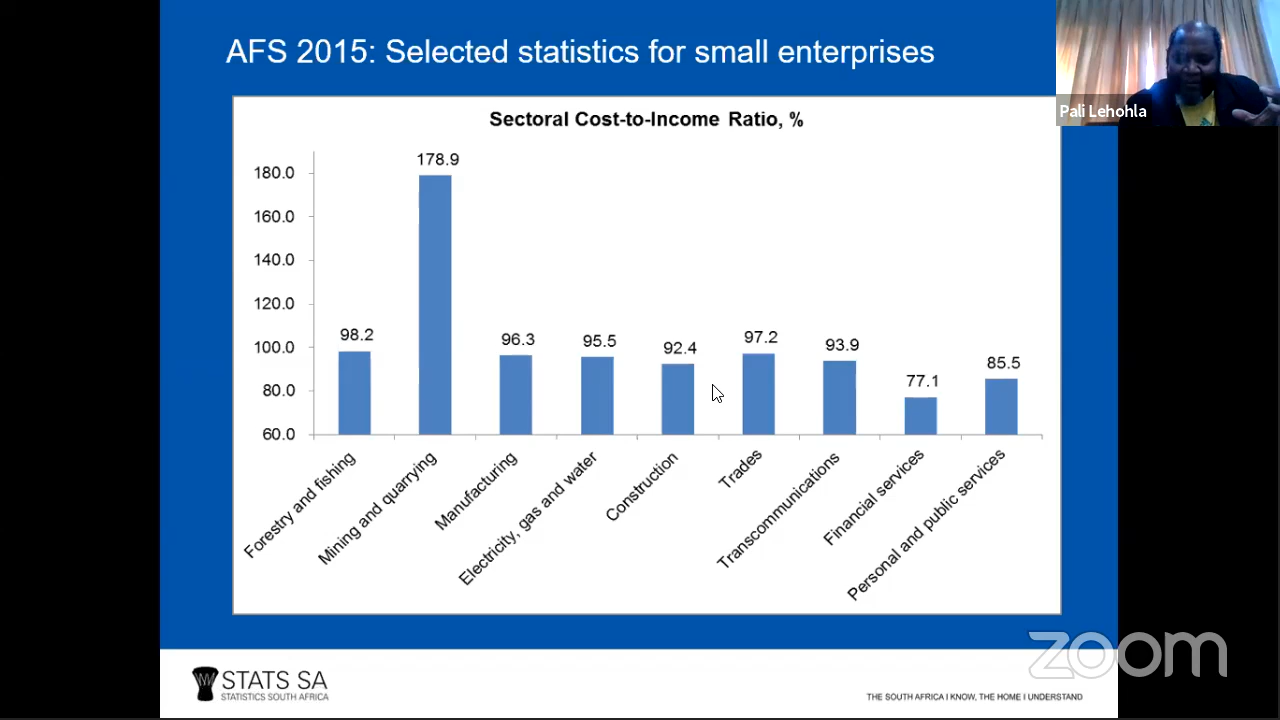 AFS 2015: Selected statistics for small enterprises
Pali Lehohla
Sectoral Cost-to-Income Ratio, %
180.0
160.0
140.0
120.0
100.0
80.0
60.0
98.2
178.9
96.3
95.5
92.4
97.2
93.9
77.1
85.5
Forestry and fishing
Mining and quarrying
Manufacturing
Electricity, gas and water
Construction
Trades
Transcommunications
Financial services
Personal and public services
zoom
STATS SA
STATISTICS SOUTH AFRICA
THE SOUTH AFRICA I KNOW, THE HOME I UNDERSTAND